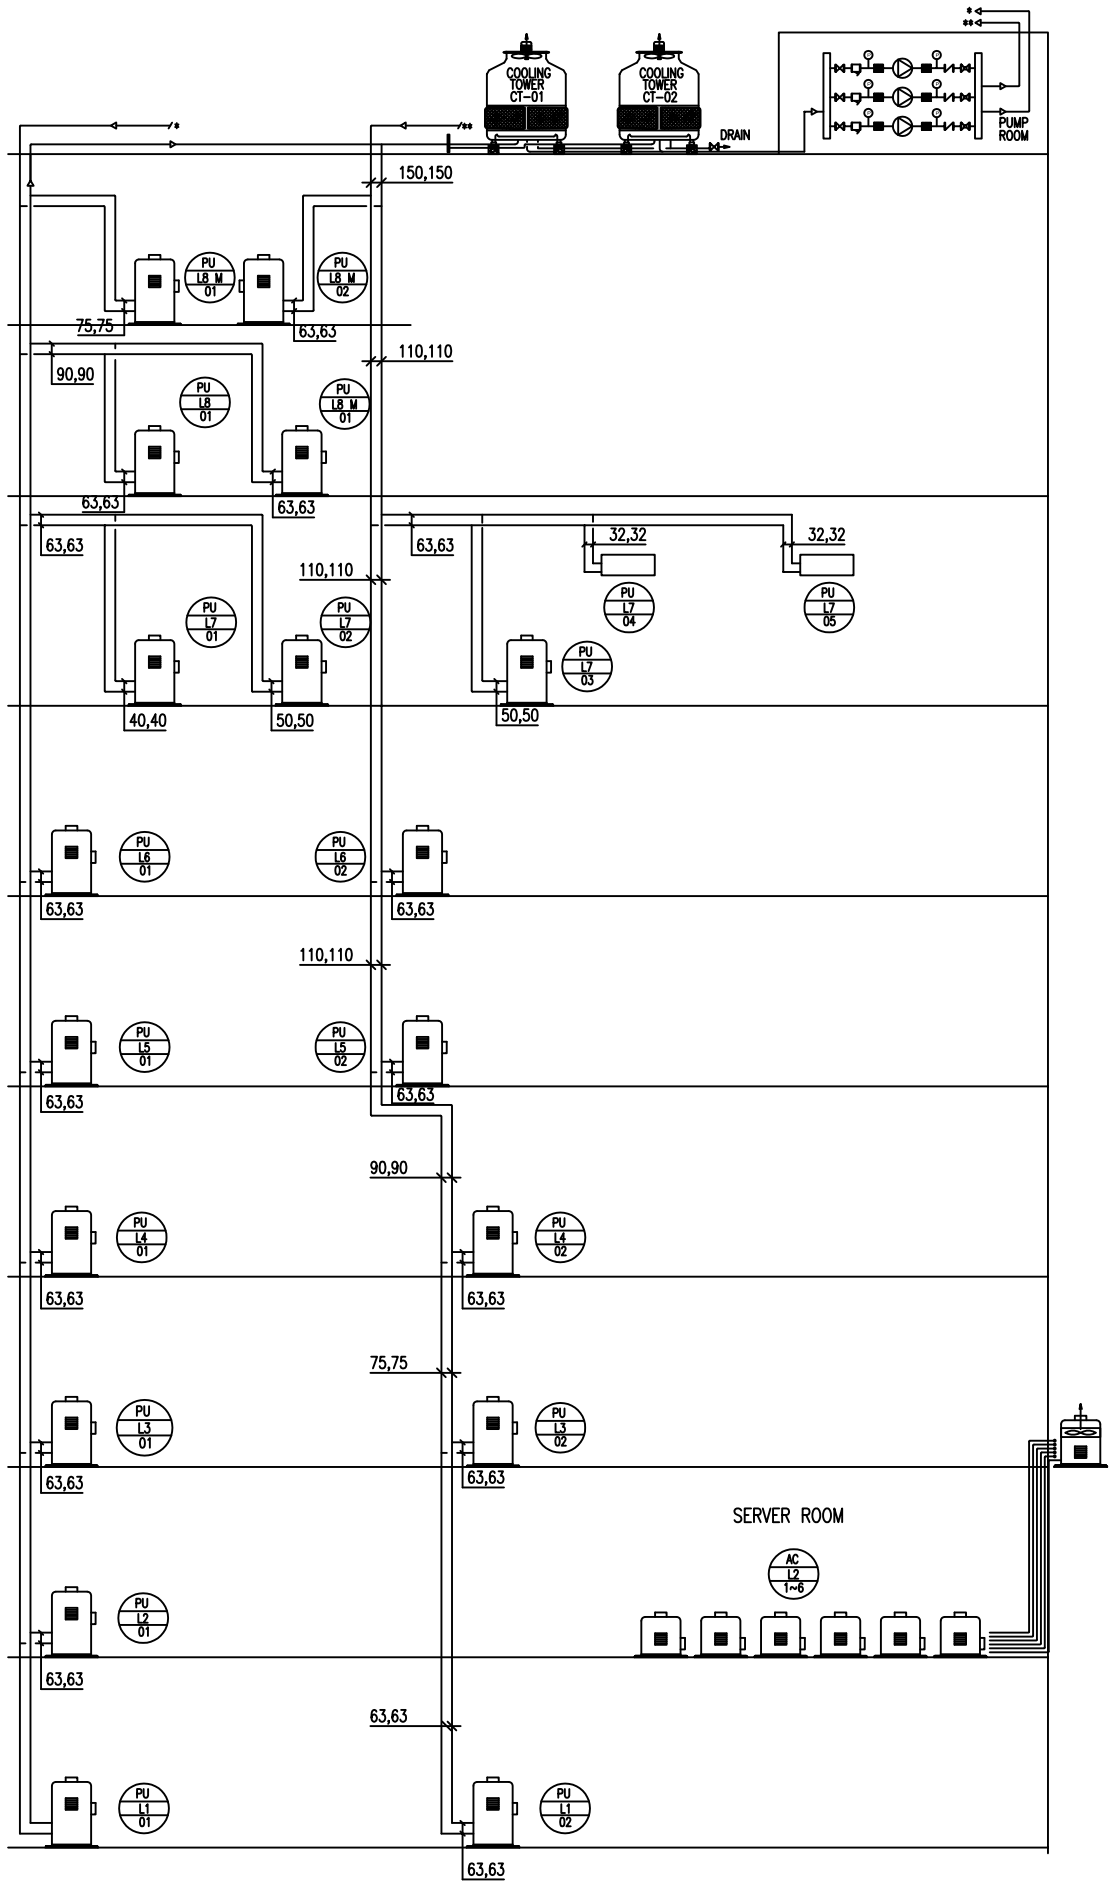 *
**
COOLING
TOWER
CT-01
COOLING
TOWER
CT-02
PUMP
ROOM
DRAIN
*
**
150,150
PU
L8 M
01
PU
L8 M
02
75,75
63,63
110,110
90,90
PU
L8
01
PU
L8 M
01
63,63
63,63
63,63
63,63
32,32
32,32
110,110
PU
L7
01
PU
L7
02
PU
L7
04
PU
L7
05
PU
L7
03
40,40
50,50
50,50
PU
L6
01
PU
L6
02
63,63
63,63
110,110
PU
L5
01
PU
L5
02
63,63
63,63
90,90
PU
L4
01
PU
L4
02
63,63
63,63
75,75
PU
L3
01
PU
L3
02
63,63
63,63
SERVER ROOM
AC
L2
1~6
PU
L2
01
63,63
63,63
PU
L1
01
PU
L1
02
63,63